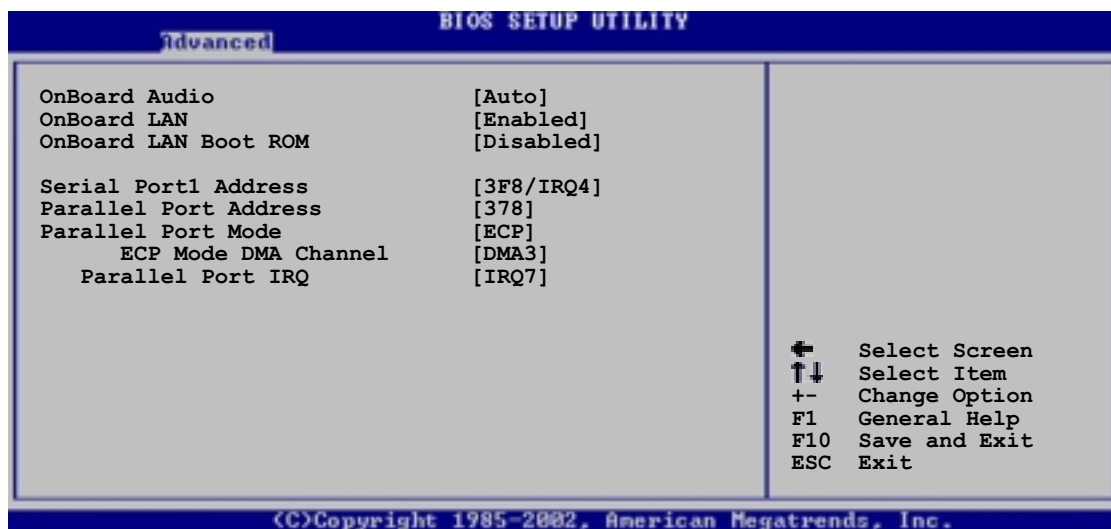 BIOS SETUP UTILITY
Advanced
OnBoard Audio [Auto]
OnBoard LAN [Enabled]
OnBoard LAN Boot ROM [Disabled]
Serial Port1 Address [3F8/IRQ4]
Parallel Port Address [378]
Parallel Port Mode [ECP]
ECP Mode DMA Channel [DMA3]
Parallel Port IRQ [IRQ7]
← Select Screen
↑↓ Select Item
+- Change Option
F1 General Help
F10 Save and Exit
ESC Exit
(C)Copyright 1985-2002, American Megatrends, Inc.